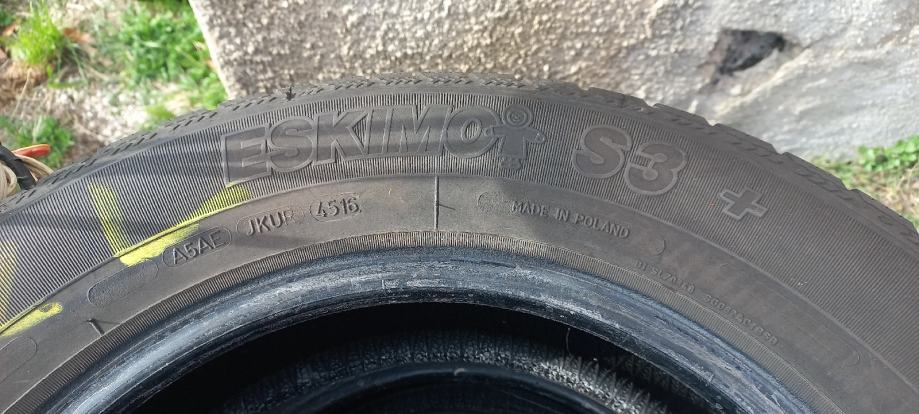 ESKIMO S3 +
A5AE JKUR 4516
MADE IN POLAND